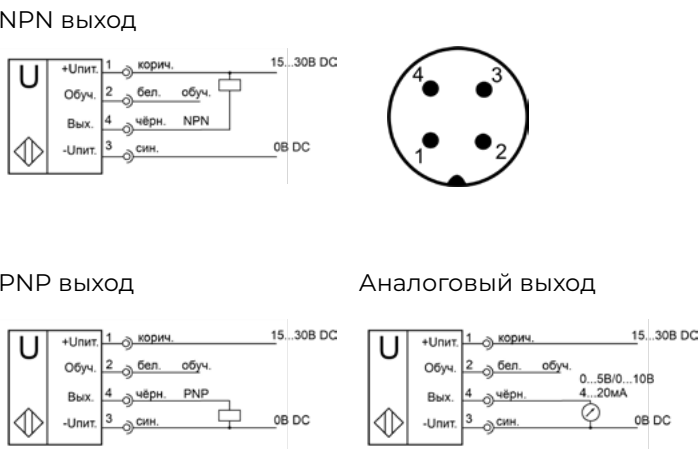 NPN выход
U
+Uпит. 1 корич. 15...30В DC
Обуч. 2 бел. обуч.
Вых. 4 чёрн. NPN
-Uпит. 3 син. 0В DC
4 3
1 2
PNP выход
U
+Uпит. 1 корич. 15...30В DC
Обуч. 2 бел. обуч.
Вых. 4 чёрн. PNP
-Uпит. 3 син. 0В DC
Аналоговый выход
U
+Uпит. 1 корич. 15...30В DC
Обуч. 2 бел. обуч.
0...5В/0...10В
Вых. 4 чёрн. 4...20мА
-Uпит. 3 син. 0В DC